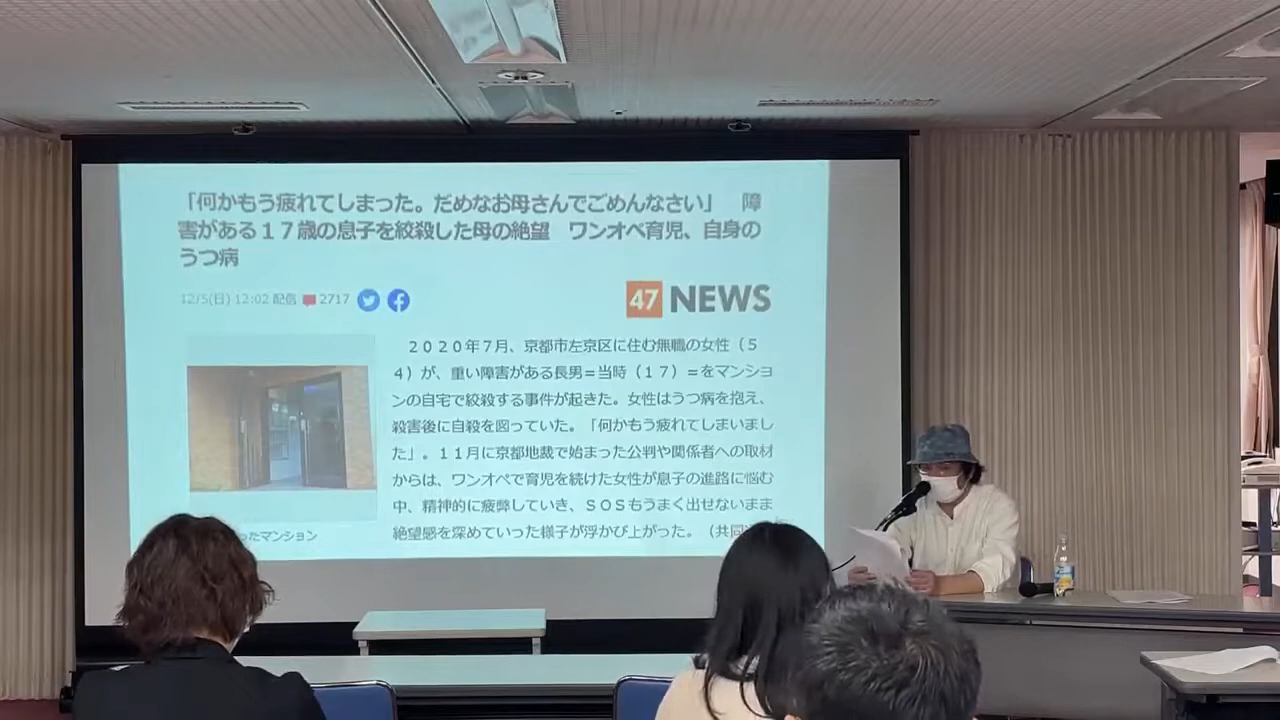 「何かもう疲れてしまった。だめなお母さんでごめんなさい」　障
害がある１７歳の息子を絞殺した母の絶望　ワンオペ育児、自身の
うつ病
12/5(日) 12:02 配信 2717
47 NEWS
２０２０年７月、京都市左京区に住む無職の女性（５
４）が、重い障害がある長男＝当時（１７）＝をマンショ
ンの自宅で絞殺する事件が起きた。女性はうつ病を抱え、
殺害後に自殺を図っていた。「何かもう疲れてしまいまし
た」。１１月に京都地裁で始まった公判や関係者への取材
からは、ワンオペで育児を続けた女性が息子の進路に悩む
中、精神的に疲弊していき、ＳＯＳもうまく出せないまま
絶望感を深めていった様子が浮かび上がった。（共同
ったマンション